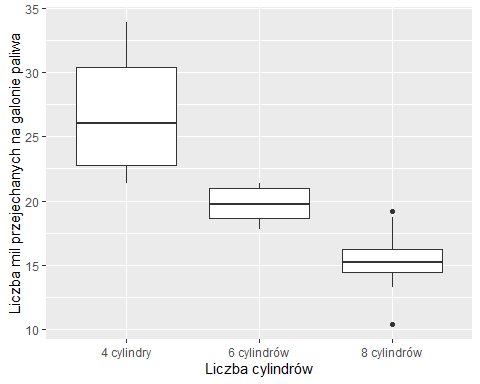 35
30
25
20
15
10
Liczba mil przejechanych na galonie paliwa
4 cylindry
6 cylindrów
8 cylindrów
Liczba cylindrów